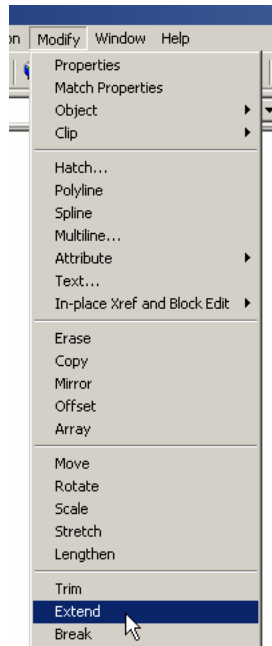 on Modify Window Help
Properties
Match Properties
Object
Clip
Hatch...
Polyline
Spline
Multiline...
Attribute
Text...
In-place Xref and Block Edit
Erase
Copy
Mirror
Offset
Array
Move
Rotate
Scale
Stretch
Lengthen
Trim
Extend
Break